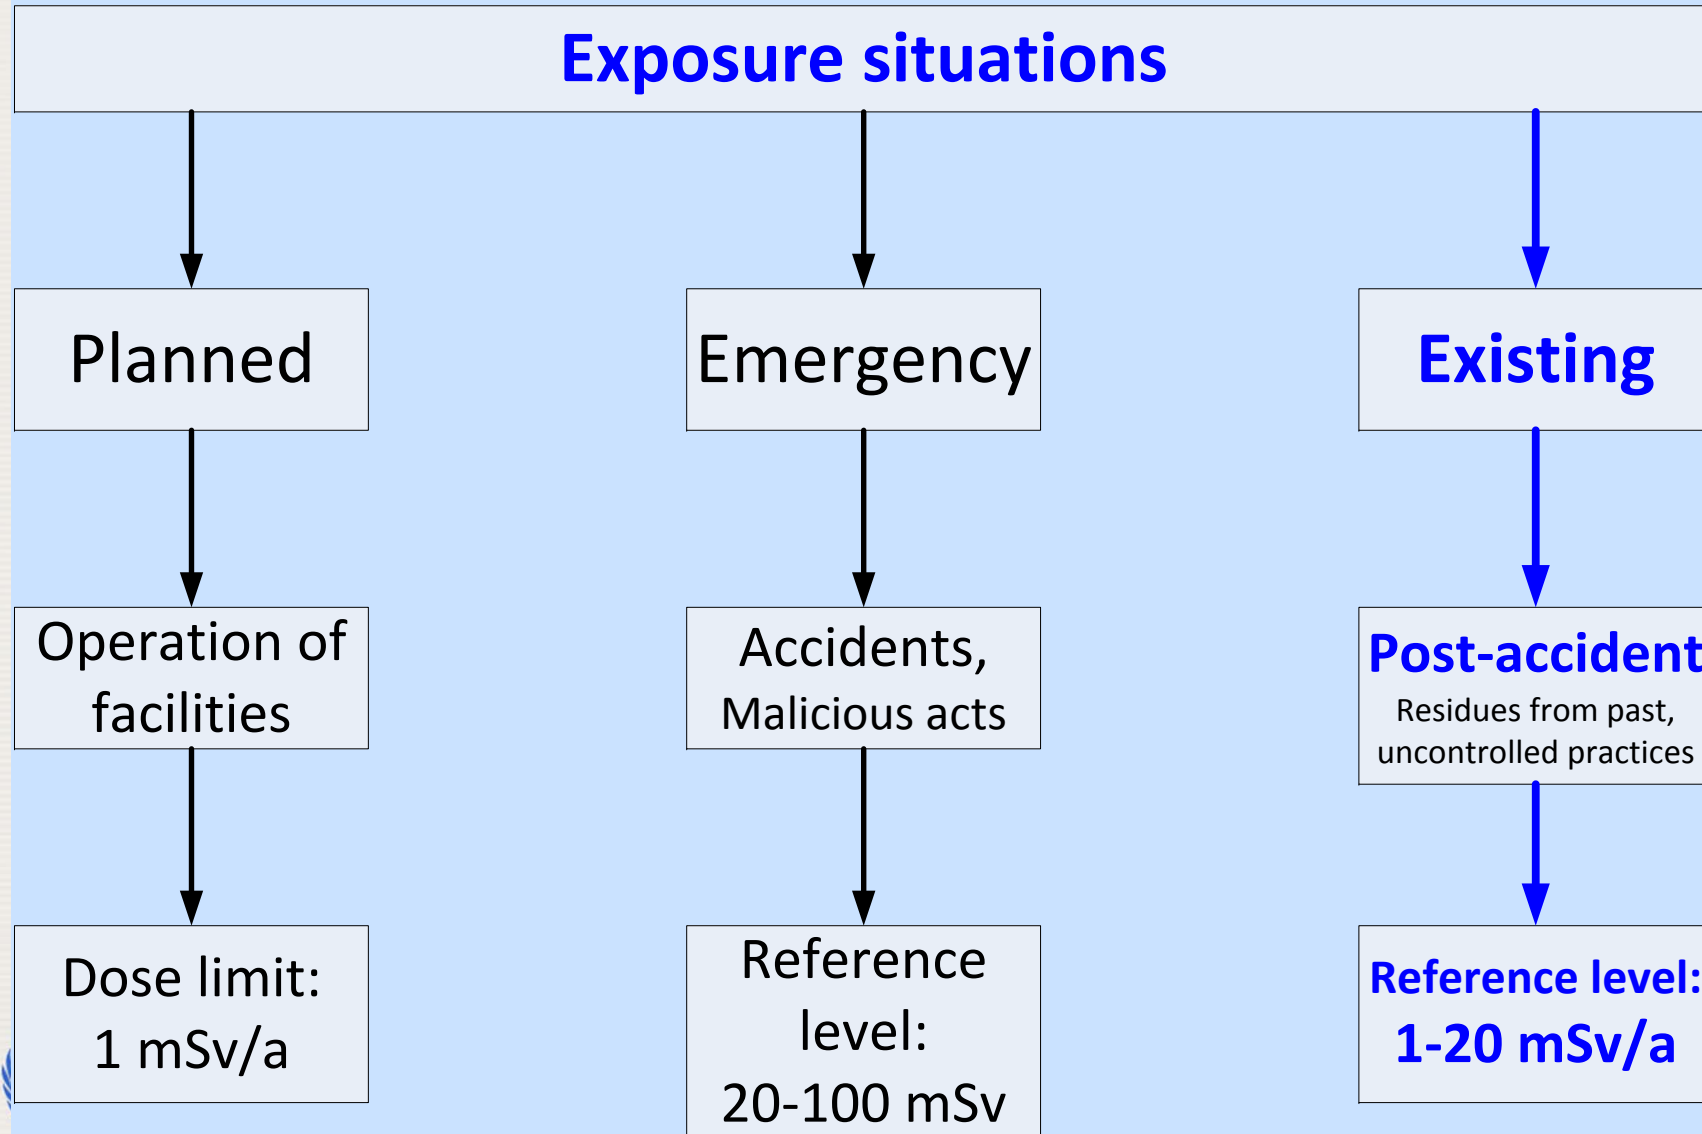 Exposure situations
Planned
Emergency
Existing
Operation of
facilities
Accidents,
Malicious acts
Post-accident
Residues from past,
uncontrolled practices
Dose limit:
1 mSv/a
Reference
level:
20-100 mSv
Reference level:
1-20 mSv/a